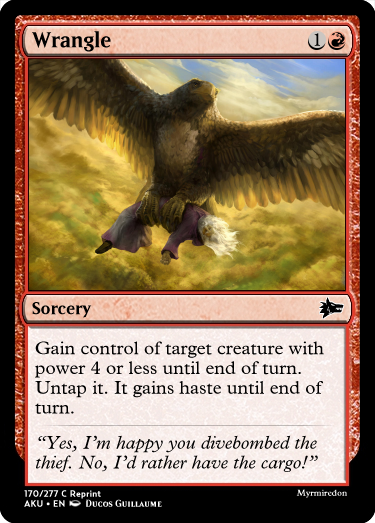 Wrangle 1
Sorcery
Gain control of target creature with
power 4 or less until end of turn.
Untap it. It gains haste until end of
turn.
“Yes, I’m happy you divebombed the
thief. No, I’d rather have the cargo!”
170/277 C Reprint
Myrmiredon
AKU • EN Ducos Guillaume